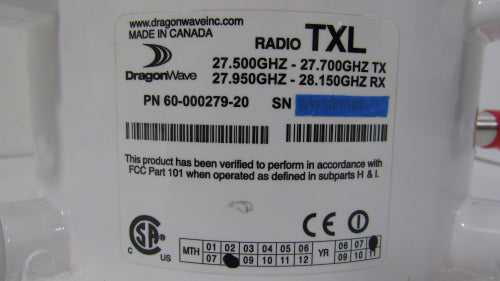 www.dragonwaveinc.com
MADE IN CANADA
RADIO TXL
DragonWave
27.500GHZ - 27.700GHZ TX
27.950GHZ - 28.150GHZ RX
PN 60-000279-20 SN
This product has been verified to perform in accordance with
FCC Part 101 when operated as defined in subparts H & I.
CSA
C US
CE
MTH 01 02 03 04 05 06 YR 06 07
07 09 10 11 12 09 10 11